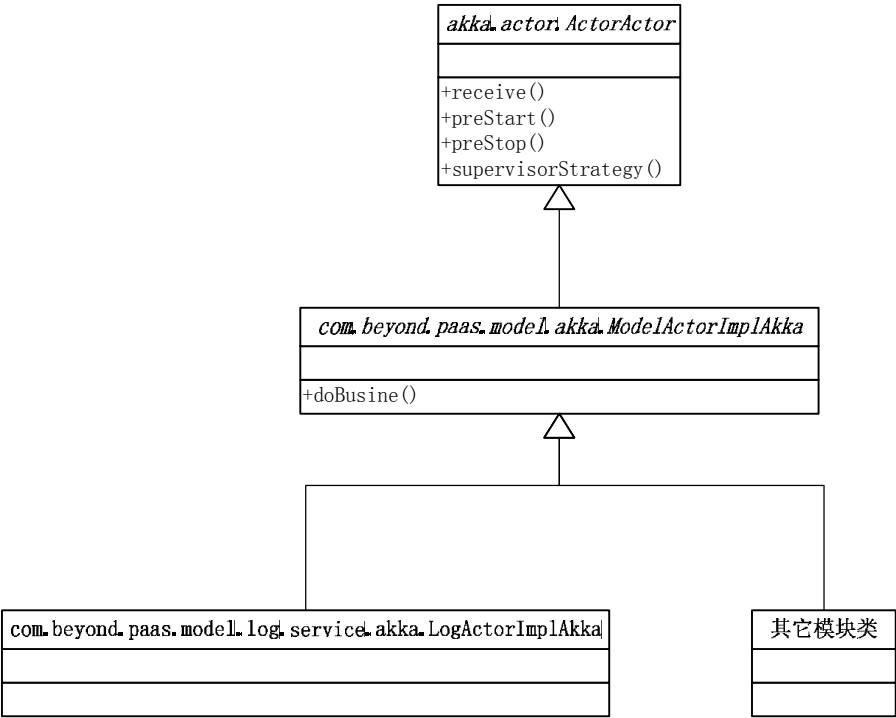 akka.actor.ActorActor
+receive()
+preStart()
+preStop()
+supervisorStrategy()
com.beyond.paas.model.akka.ModelActorImplAkka
+doBusine()
com.beyond.paas.model.log.service.akka.LogActorImplAkka
其它模块类